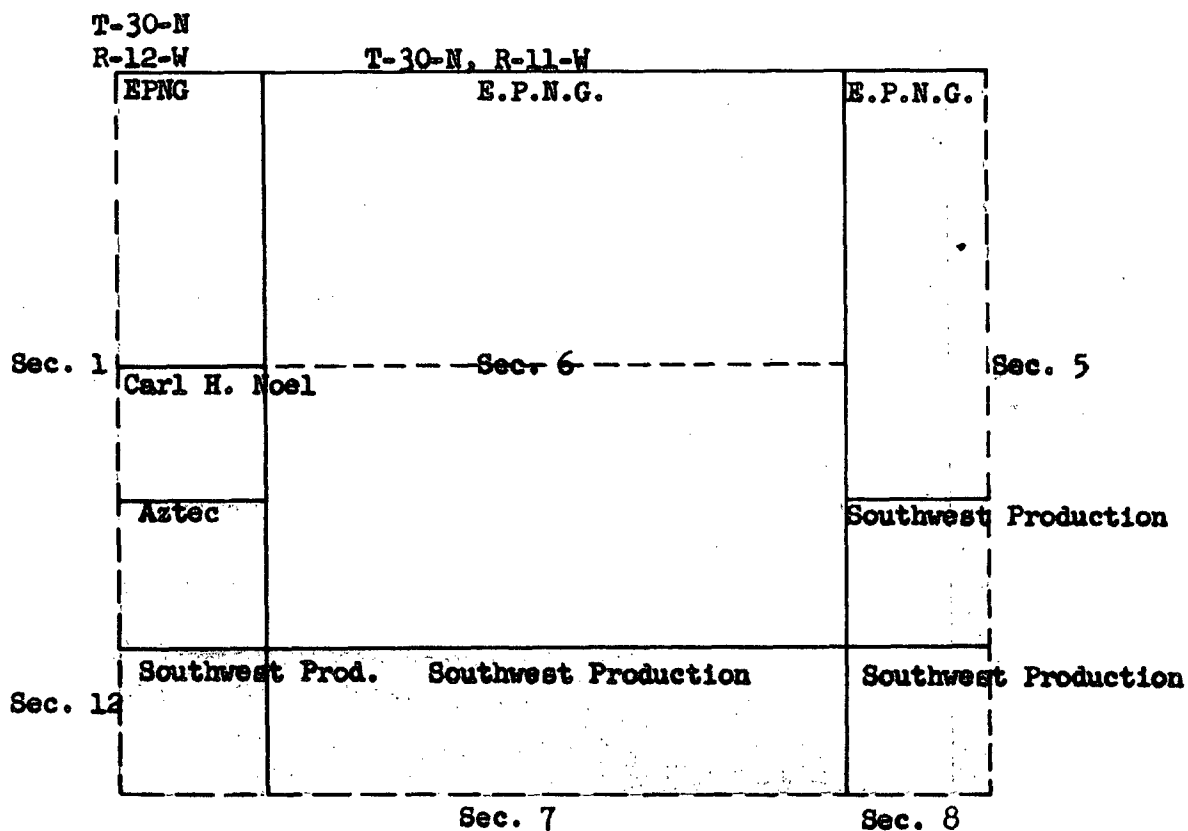 T-30-N
R-12-W T-30-N, R-11-W
EPNG E.P.N.G. E.P.N.G.
Sec. 1 Sec. 6 Sec. 5
Carl H. Noel
Aztec Southwest Production
Southwest Prod. Southwest Production Southwest Production
Sec. 12
Sec. 7 Sec. 8